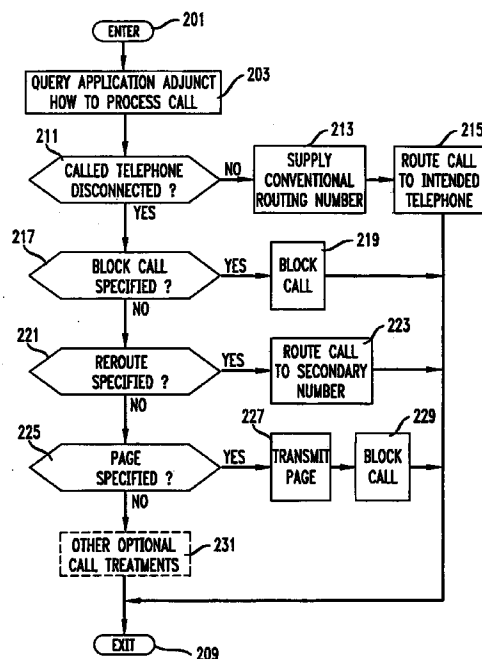 ENTER
201
QUERY APPLICATION ADJUNCT
HOW TO PROCESS CALL
203
211
CALLED TELEPHONE
DISCONNECTED ?
NO
213
SUPPLY
CONVENTIONAL
ROUTING NUMBER
215
ROUTE CALL
TO INTENDED
TELEPHONE
YES
217
BLOCK CALL
SPECIFIED ?
YES
219
BLOCK
CALL
NO
221
REROUTE
SPECIFIED ?
YES
223
ROUTE CALL
TO SECONDARY
NUMBER
NO
225
PAGE
SPECIFIED ?
YES
227
TRANSMIT
PAGE
229
BLOCK
CALL
NO
OTHER OPTIONAL
CALL TREATMENTS
231
EXIT
209